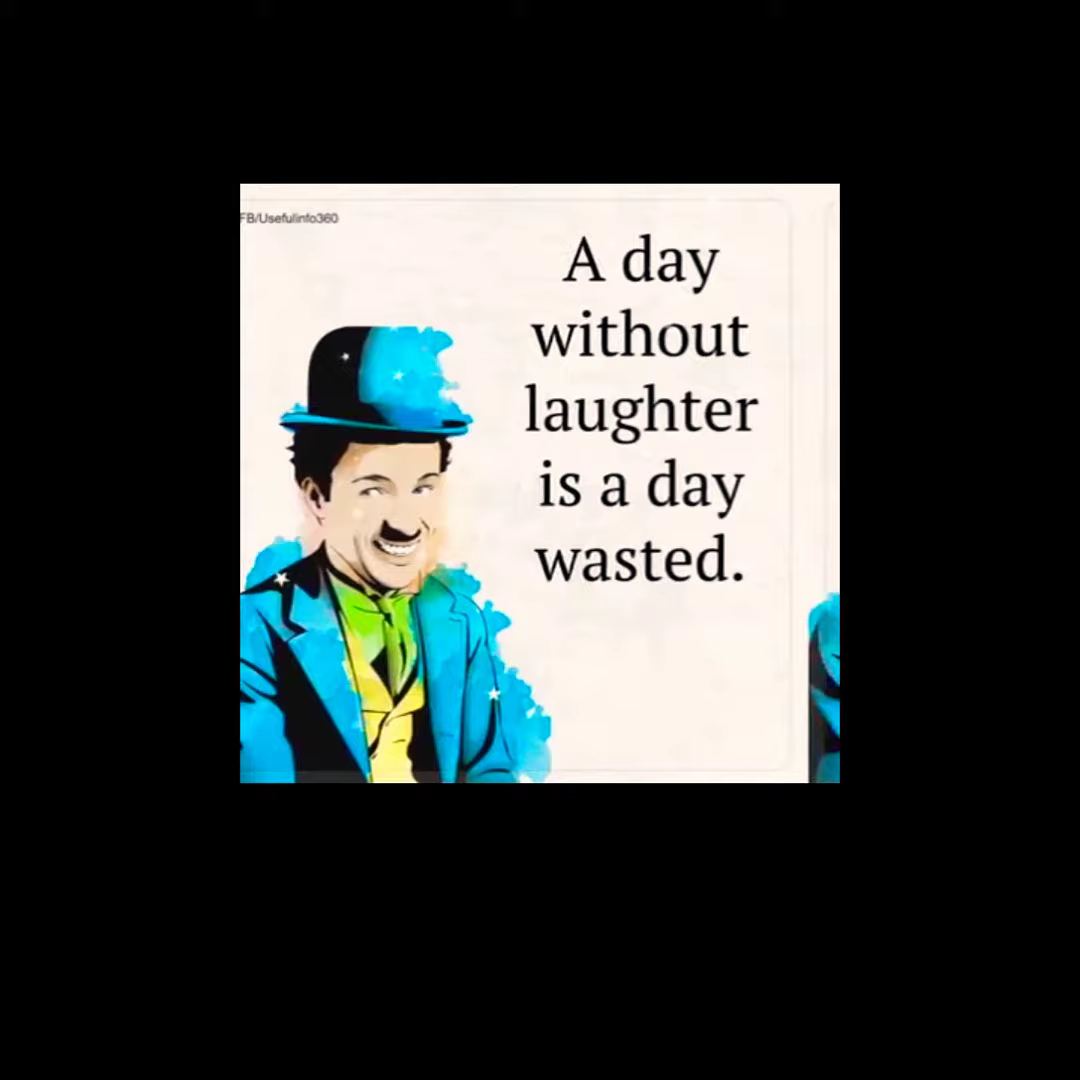 FB/Usefulinfo360
A day
without
laughter
is a day
wasted.